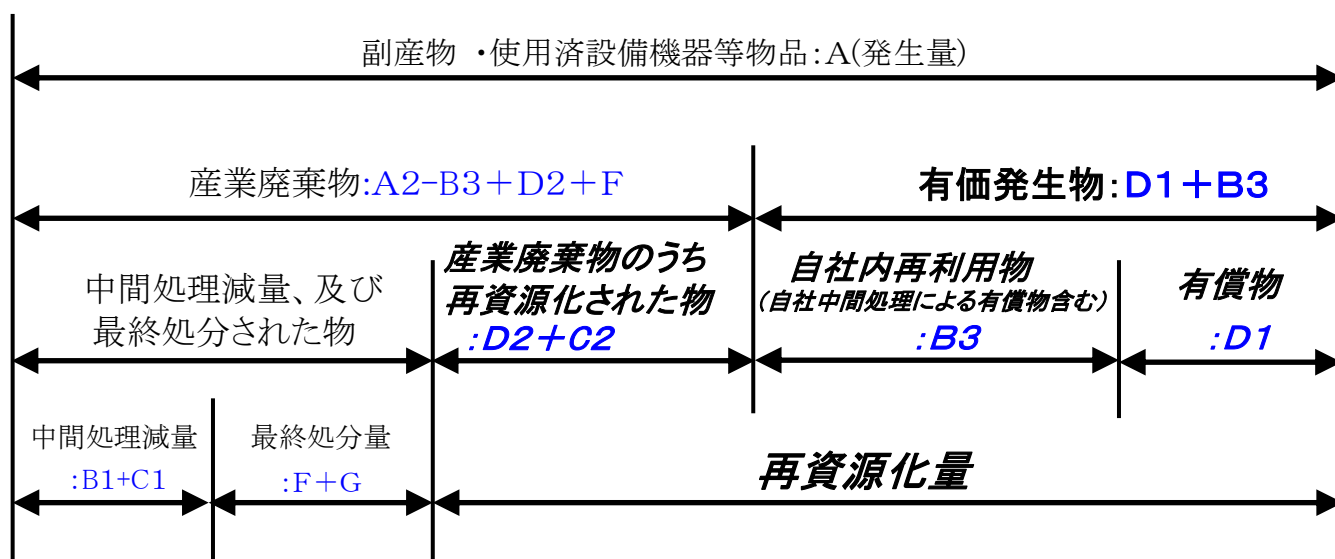 副産物 ・使用済設備機器等物品:A(発生量)
産業廃棄物:A2-B3+D2+F
有価発生物:D1+B3
中間処理減量、及び
最終処分された物
産業廃棄物のうち
再資源化された物
:D2+C2
自社内再利用物
(自社中間処理による有償物含む)
:B3
有償物
:D1
中間処理減量
:B1+C1
最終処分量
:F+G
再資源化量